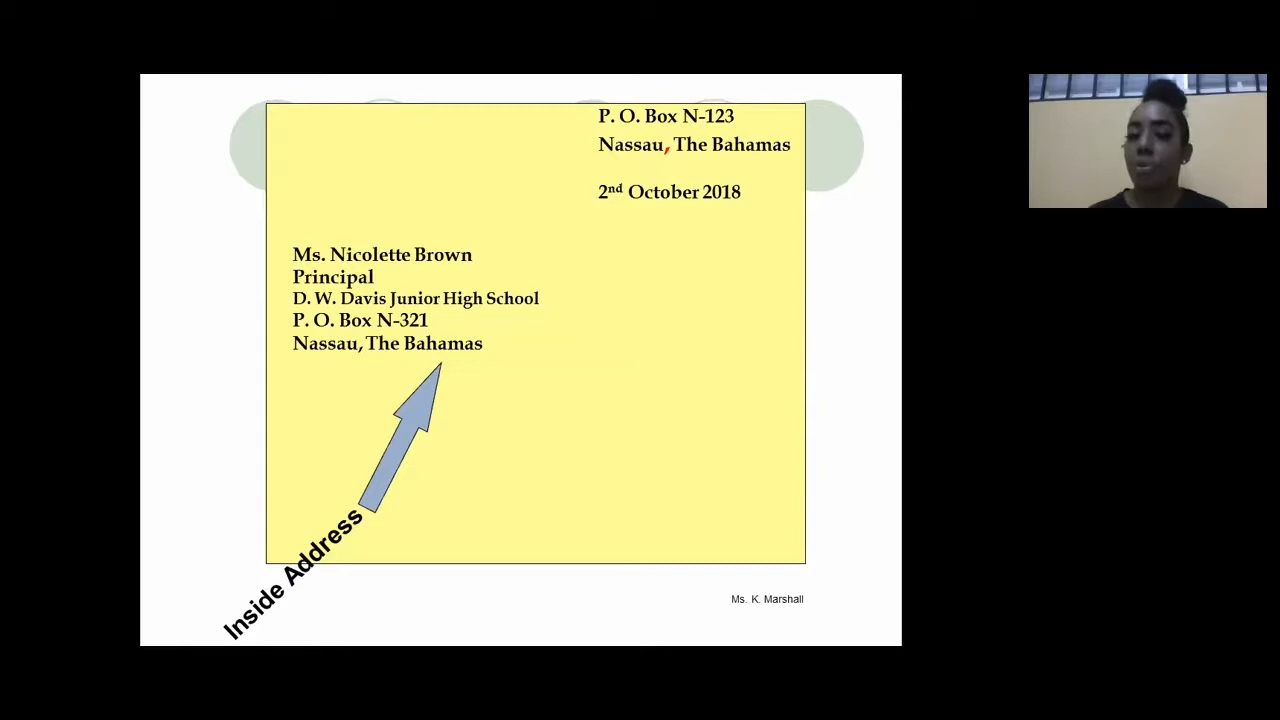 P. O. Box N-123
Nassau, The Bahamas
2nd October 2018
Ms. Nicolette Brown
Principal
D. W. Davis Junior High School
P. O. Box N-321
Nassau, The Bahamas
Inside Address
Ms. K. Marshall